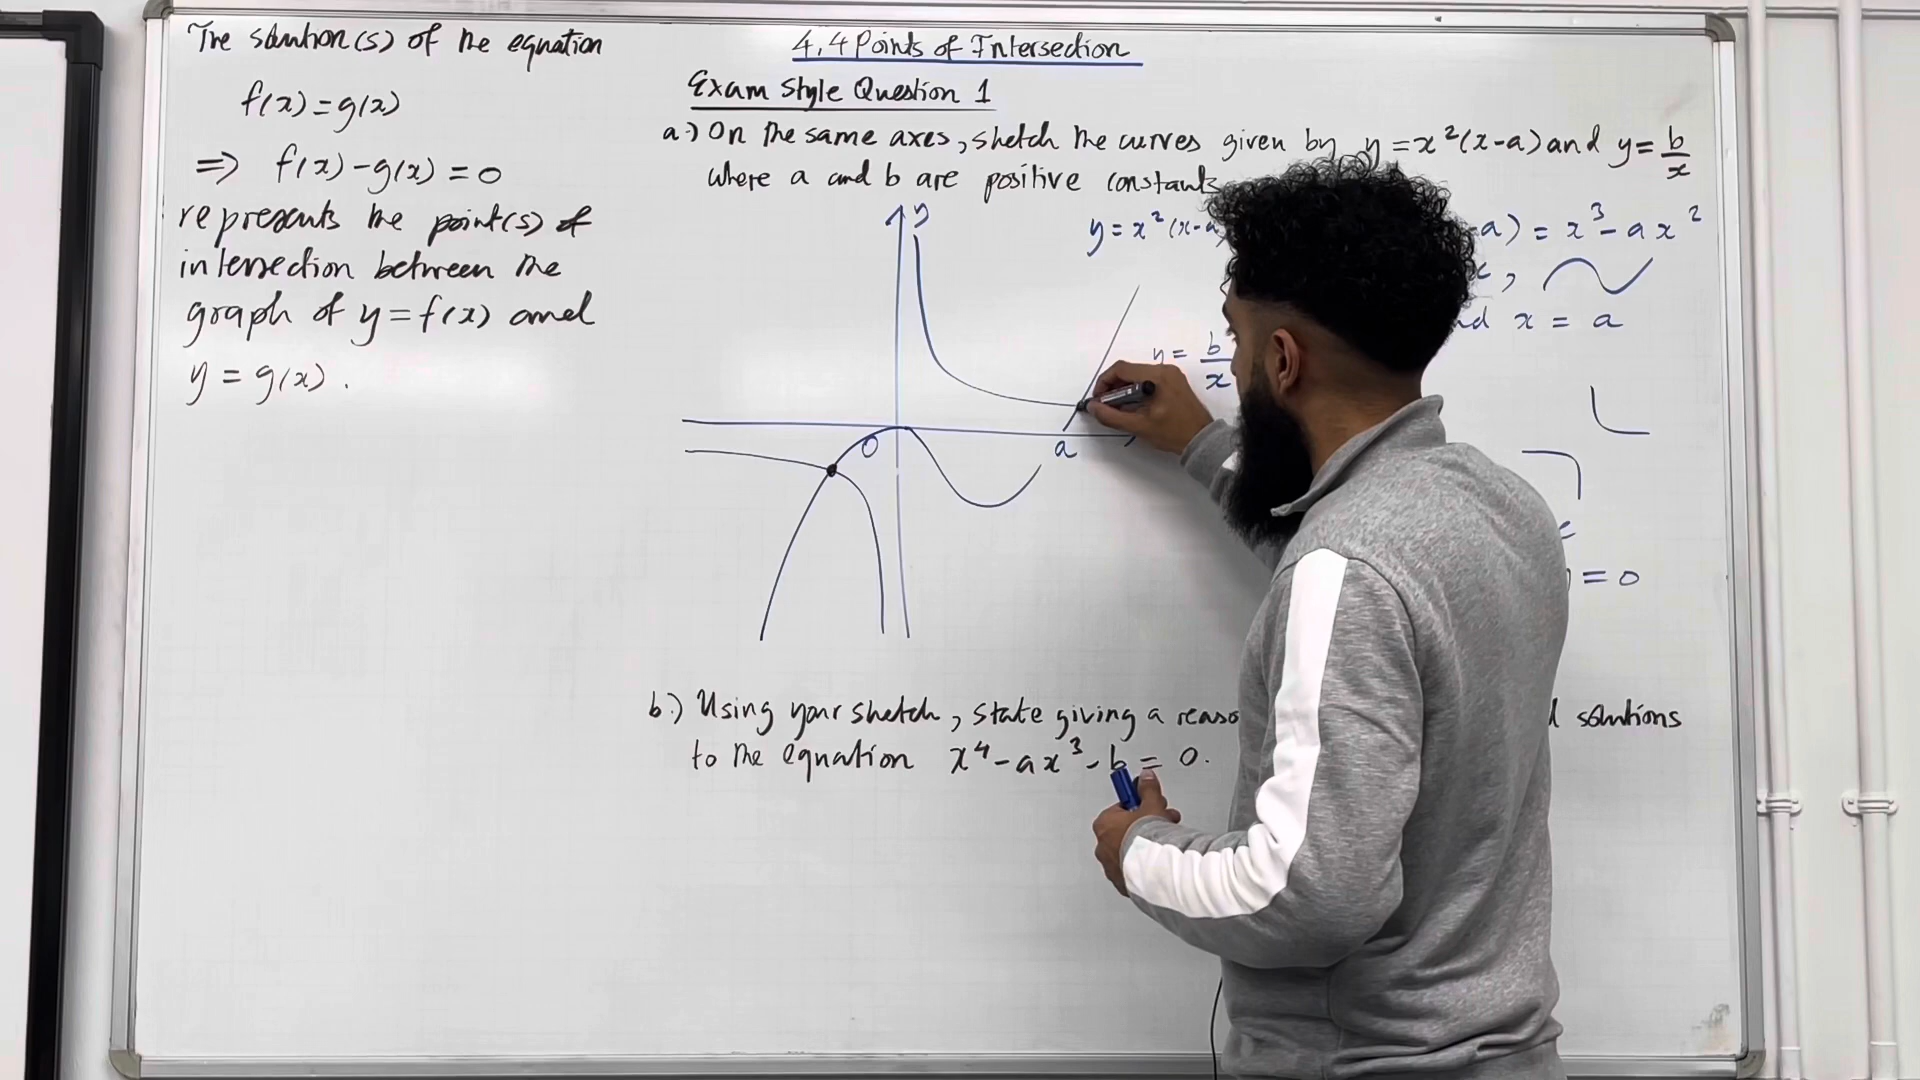 The solution(s) of the equation
f(x) = g(x)
⇒ f(x) - g(x) = 0
represents the point(s) of
intersection between the
graph of y = f(x) and
y = g(x).
4.4 Points of Intersection
Exam Style Question 1
a.) On the same axes, sketch the curves given by y = x²(x-a) and y = b/x
where a and b are positive constants
y
y = x²(x-a
a) = x³ - ax²
x = a
y = b/x
O
a
= 0
b.) Using your sketch, state giving a reaso solutions
to the equation x⁴ - ax³ - b = 0.